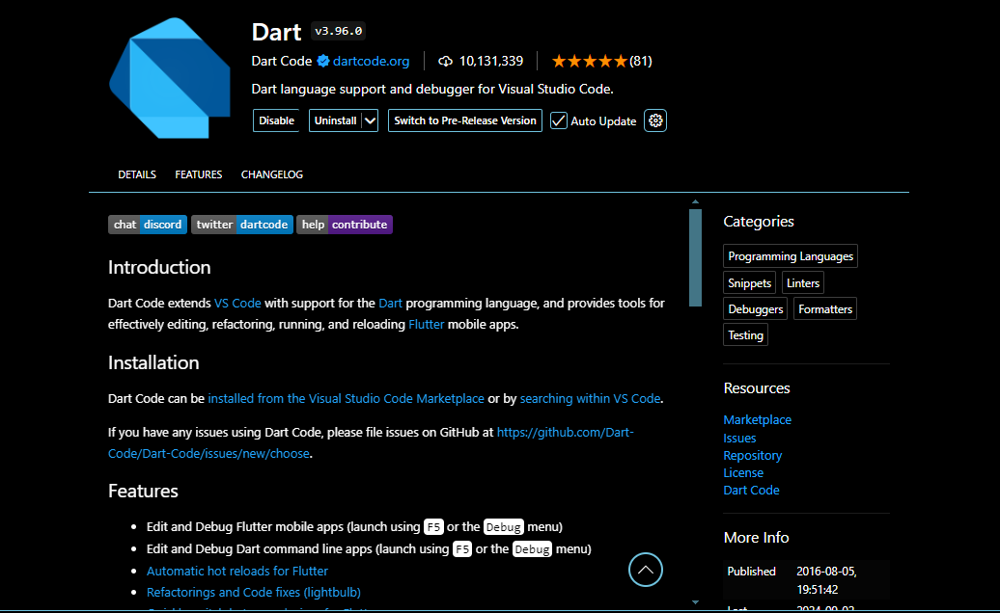 Dart v3.96.0
Dart Code dartcode.org 10,131,339 (81)
Dart language support and debugger for Visual Studio Code.
Disable Uninstall Switch to Pre-Release Version Auto Update
DETAILS FEATURES CHANGELOG
chat discord twitter dartcode help contribute
Introduction
Dart Code extends VS Code with support for the Dart programming language, and provides tools for
effectively editing, refactoring, running, and reloading Flutter mobile apps.
Installation
Dart Code can be installed from the Visual Studio Code Marketplace or by searching within VS Code.
If you have any issues using Dart Code, please file issues on GitHub at https://github.com/Dart-
Code/Dart-Code/issues/new/choose.
Features
• Edit and Debug Flutter mobile apps (launch using F5 or the Debug menu)
• Edit and Debug Dart command line apps (launch using F5 or the Debug menu)
• Automatic hot reloads for Flutter
• Refactorings and Code fixes (lightbulb)
Categories
Programming Languages
Snippets Linters
Debuggers Formatters
Testing
Resources
Marketplace
Issues
Repository
License
Dart Code
More Info
Published 2016-08-05,
19:51:42